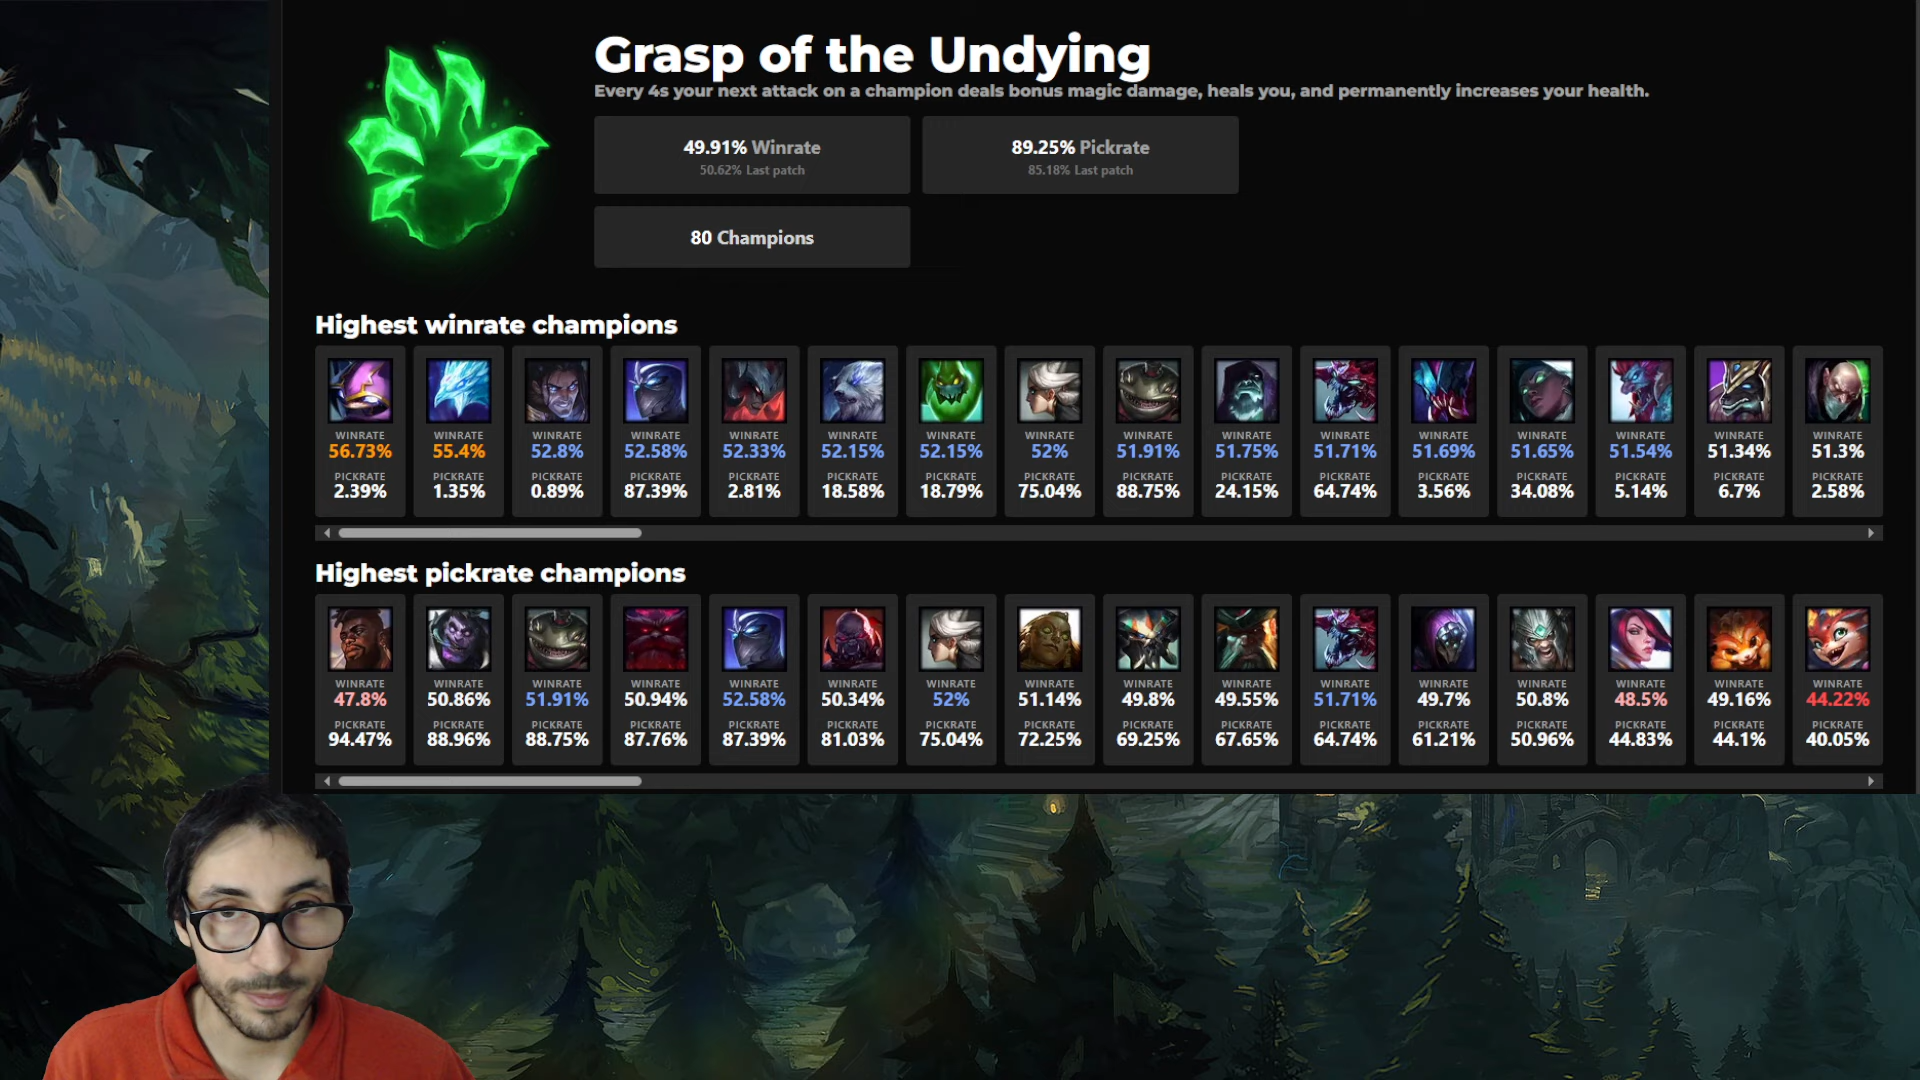 Grasp of the Undying
Every 4s your next attack on a champion deals bonus magic damage, heals you, and permanently increases your health.
49.91% Winrate
50.62% Last patch
89.25% Pickrate
85.18% Last patch
80 Champions
Highest winrate champions
WINRATE WINRATE WINRATE WINRATE WINRATE WINRATE WINRATE WINRATE WINRATE WINRATE WINRATE WINRATE WINRATE WINRATE WINRATE WINRATE
56.73% 55.4% 52.8% 52.58% 52.33% 52.15% 52.15% 52% 51.91% 51.75% 51.71% 51.69% 51.65% 51.54% 51.34% 51.3%
PICKRATE PICKRATE PICKRATE PICKRATE PICKRATE PICKRATE PICKRATE PICKRATE PICKRATE PICKRATE PICKRATE PICKRATE PICKRATE PICKRATE PICKRATE PICKRATE
2.39% 1.35% 0.89% 87.39% 2.81% 18.58% 18.79% 75.04% 88.75% 24.15% 64.74% 3.56% 34.08% 5.14% 6.7% 2.58%
Highest pickrate champions
WINRATE WINRATE WINRATE WINRATE WINRATE WINRATE WINRATE WINRATE WINRATE WINRATE WINRATE WINRATE WINRATE WINRATE WINRATE WINRATE
47.8% 50.86% 51.91% 50.94% 52.58% 50.34% 52% 51.14% 49.8% 49.55% 51.71% 49.7% 50.8% 48.5% 49.16% 44.22%
PICKRATE PICKRATE PICKRATE PICKRATE PICKRATE PICKRATE PICKRATE PICKRATE PICKRATE PICKRATE PICKRATE PICKRATE PICKRATE PICKRATE PICKRATE PICKRATE
94.47% 88.96% 88.75% 87.76% 87.39% 81.03% 75.04% 72.25% 69.25% 67.65% 64.74% 61.21% 50.96% 44.83% 44.1% 40.05%